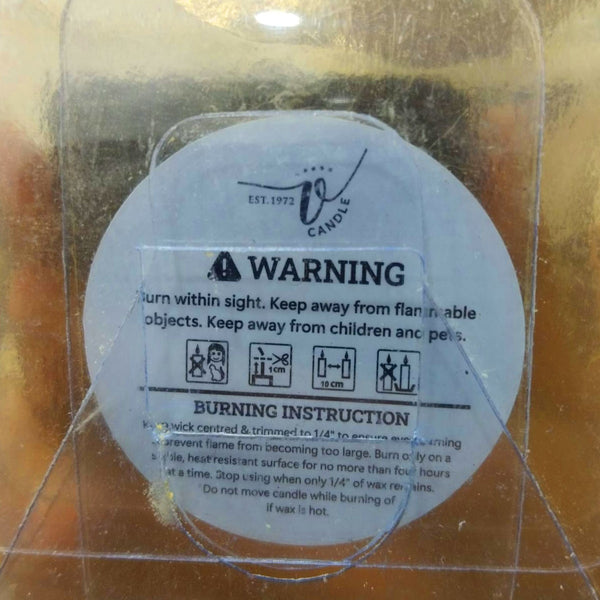 EST. 1972
V
CANDLE
WARNING
Burn within sight. Keep away from flammable
objects. Keep away from children and pets.
1cm
10 cm
BURNING INSTRUCTION
Keep wick centred & trimmed to 1/4" to ensure even burning
prevent flame from becoming too large. Burn only on a
stable, heat resistant surface for no more than four hours
at a time. Stop using when only 1/4" of wax remains.
Do not move candle while burning of
if wax is hot.